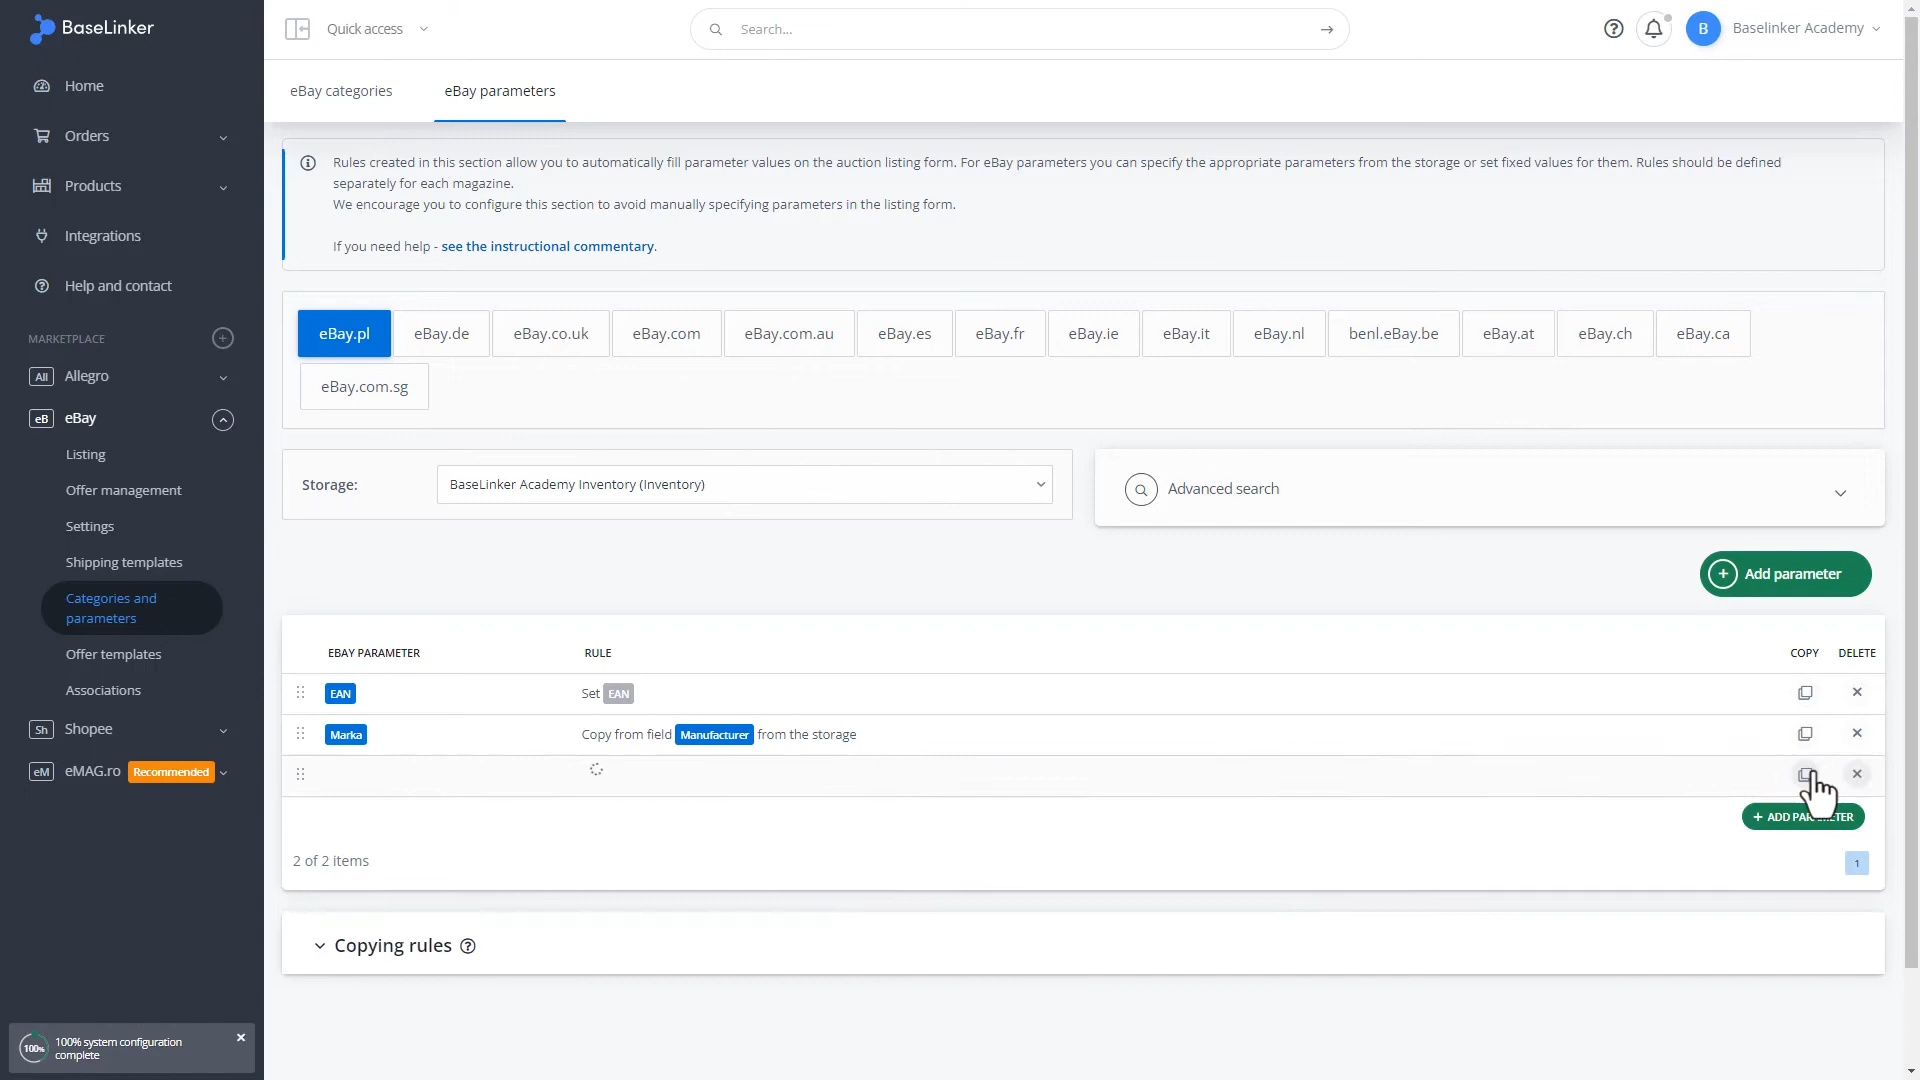 BaseLinker
Quick access
Search...
B
Baselinker Academy
Home
Orders
Products
Integrations
Help and contact
MARKETPLACE
All Allegro
eB eBay
Listing
Offer management
Settings
Shipping templates
Categories and
parameters
Offer templates
Associations
Sh Shopee
eM eMAG.ro Recommended
100% 100% system configuration
complete
eBay categories
eBay parameters
Rules created in this section allow you to automatically fill parameter values on the auction listing form. For eBay parameters you can specify the appropriate parameters from the storage or set fixed values for them. Rules should be defined
separately for each magazine.
We encourage you to configure this section to avoid manually specifying parameters in the listing form.
If you need help - see the instructional commentary.
eBay.pl eBay.de eBay.co.uk eBay.com eBay.com.au eBay.es eBay.fr eBay.ie eBay.it eBay.nl benl.eBay.be eBay.at eBay.ch eBay.ca
eBay.com.sg
Storage: BaseLinker Academy Inventory (Inventory)
Advanced search
Add parameter
EBAY PARAMETER RULE COPY DELETE
EAN Set EAN
Marka Copy from field Manufacturer from the storage
+ ADD PARAMETER
2 of 2 items
1
Copying rules